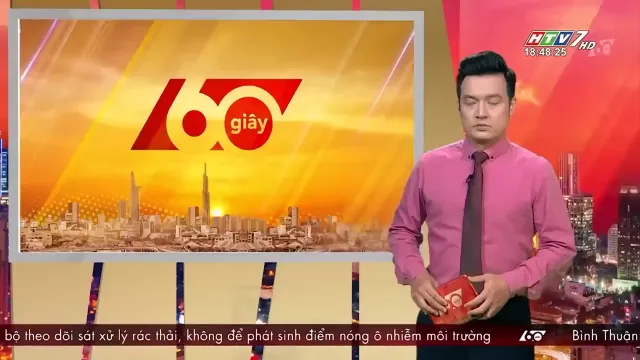 HTV7 HD
18:48:25
60 giây
bộ theo dõi sát xử lý rác thải, không để phát sinh điểm nóng ô nhiễm môi trường 60 Bình Thuận